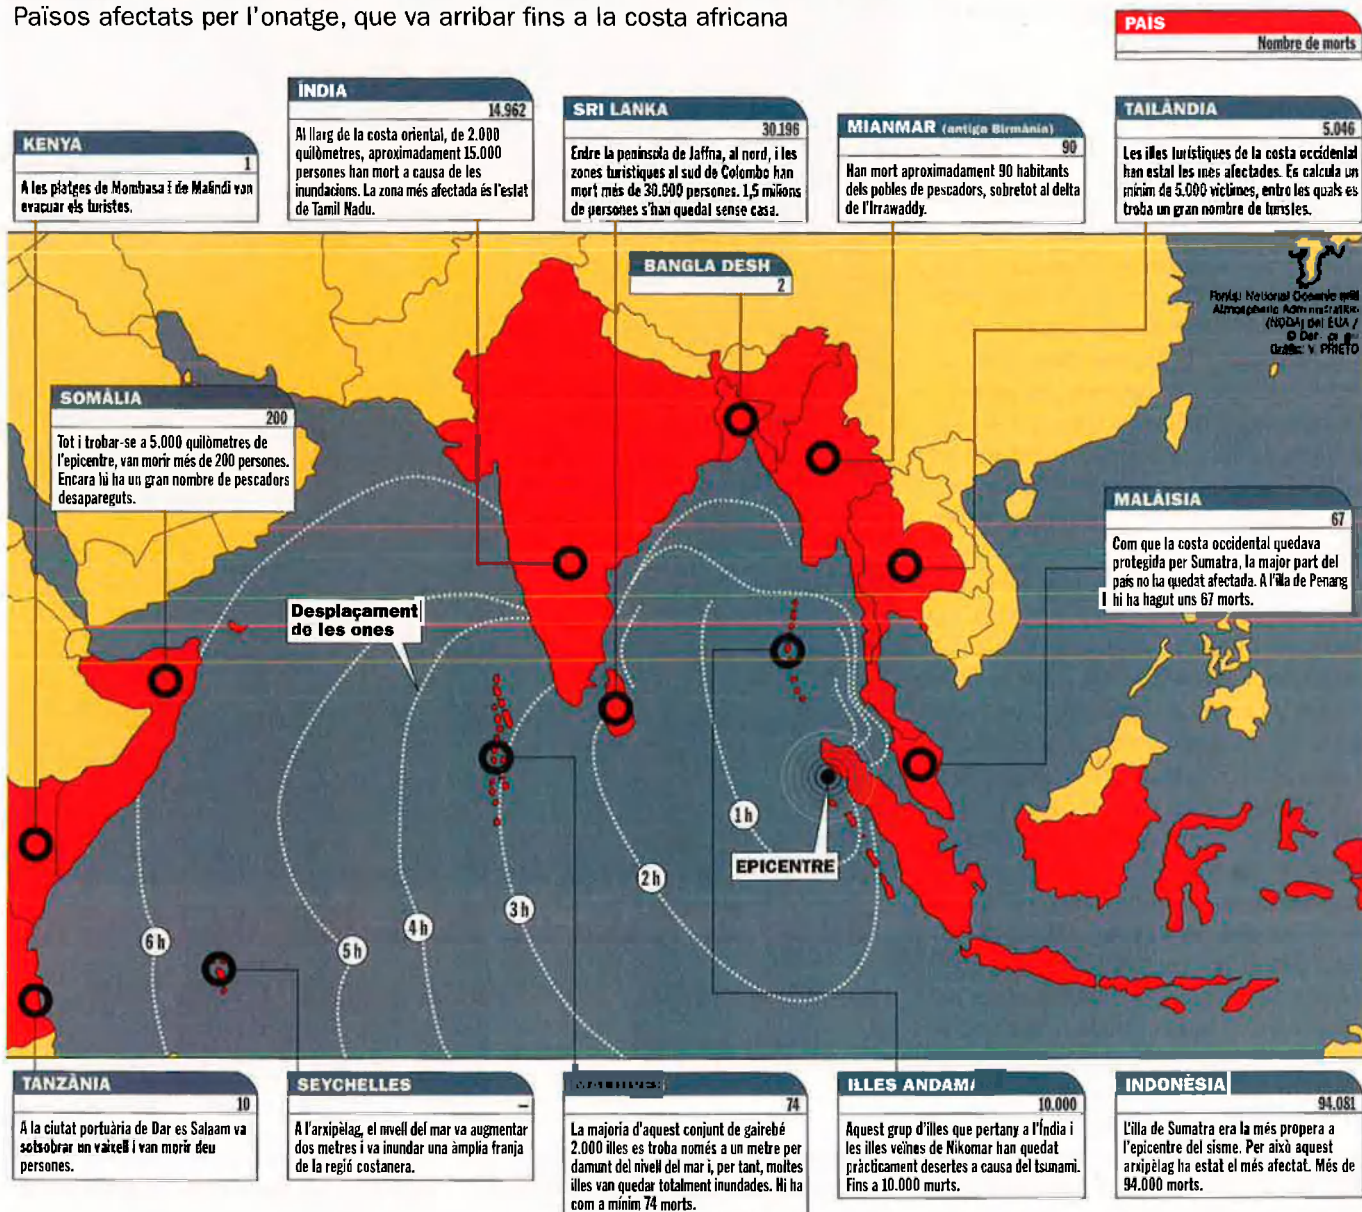 Països afectats per l'onatge, que va arribar fins a la costa africana
PAÍS
Nombre de morts
KENYA
1
A les platges de Mombasa i de Malindi van
evacuar els turistes.
ÍNDIA
14.962
Al llarg de la costa oriental, de 2.000
quilòmetres, aproximadament 15.000
persones han mort a causa de les
inundacions. La zona més afectada és l'estat
de Tamil Nadu.
SRI LANKA
30.196
Entre la península de Jaffna, al nord, i les
zones turístiques al sud de Colombo han
mort més de 30.000 persones. 1,5 milions
de persones s'han quedat sense casa.
MIANMAR (antiga Birmània)
90
Han mort aproximadament 90 habitants
dels pobles de pescadors, sobretot al delta
de l'Irrawaddy.
TAILÀNDIA
5.046
Les illes turístiques de la costa occidental
han estat les més afectades. Es calcula un
mínim de 5.000 víctimes, entre les quals es
troba un gran nombre de turistes.
BANGLA DESH
2
National
(NOOA) del EUA /
V. PRIETO
SOMÀLIA
200
Tot i trobar-se a 5.000 quilòmetres de
l'epicentre, van morir més de 200 persones.
Encara hi ha un gran nombre de pescadors
desapareguts.
MALÀISIA
67
Com que la costa occidental quedava
protegida per Sumatra, la major part del
país no ha quedat afectada. A l'illa de Penang
hi ha hagut uns 67 morts.
Desplaçament
de les ones
EPICENTRE
1 h
2 h
3 h
4 h
5 h
6 h
TANZÀNIA
10
A la ciutat portuària de Dar es Salaam va
sotsobrar un vaixell i van morir deu
persones.
SEYCHELLES
—
A l'arxipèlag, el nivell del mar va augmentar
dos metres i va inundar una àmplia franja
de la regió costanera.
MALDIVES
74
La majoria d'aquest conjunt de gairebé
2.000 illes es troba només a un metre per
damunt del nivell del mar i, per tant, moltes
illes van quedar totalment inundades. Hi ha
com a mínim 74 morts.
ILLES ANDAMA
10.000
Aquest grup d'illes que pertany a l'Índia i
les illes veïnes de Nikomar han quedat
pràcticament desertes a causa del tsunami.
Fins a 10.000 murts.
INDONÈSIA
94.081
L'illa de Sumatra era la més propera a
l'epicentre del sisme. Per això aquest
arxipèlag ha estat el més afectat. Més de
94.000 morts.